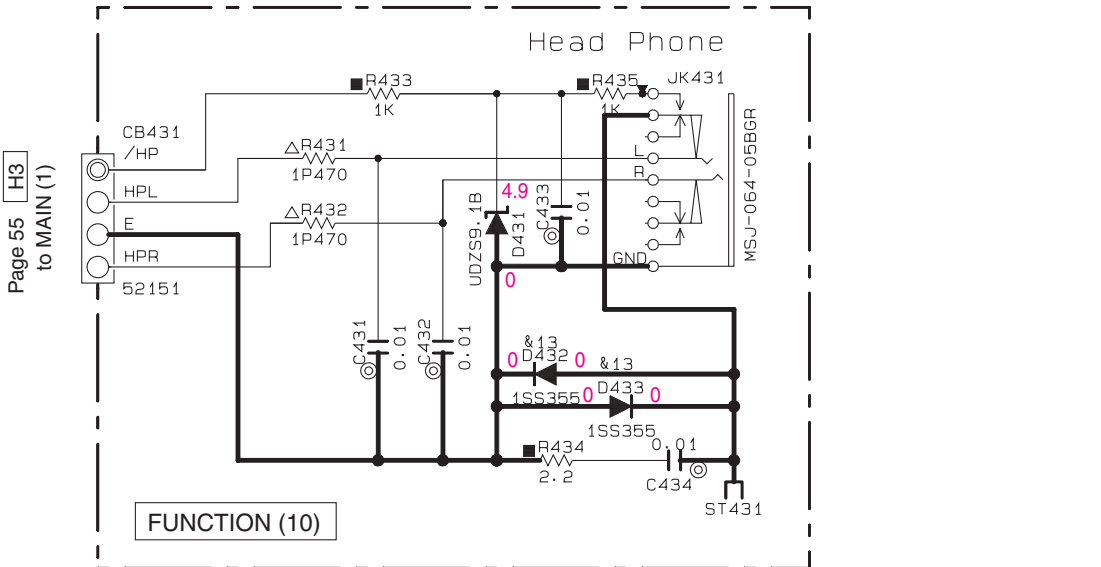 Head Phone
R433
1K
R435
1K
JK431
CB431
/HP
R431
1P470
L
MSJ-064-05BGR
Page 55 H3
to MAIN (1)
HPL
R
4.9
C433
0.01
UDZS9.1B
D431
R432
1P470
E
HPR
GND
0
52151
C431
0.01
C432
0.01
&13
0 D432 0
&13
1SS355
0 D433 0
1SS355
R434
2.2
0.01
C434
ST431
FUNCTION (10)